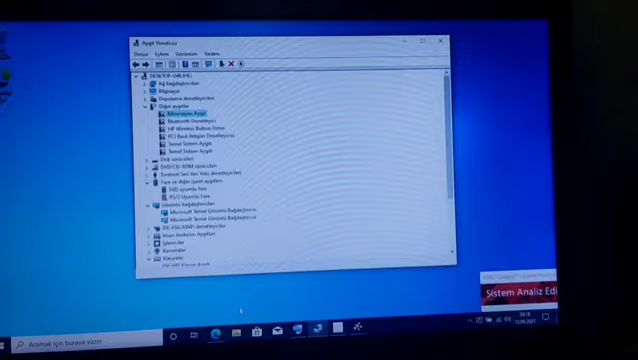 Aygıt Yöneticisi
Dosya Eylem Görünüm Yardım
Ağ bağdaştırıcıları
Bilgisayar
Depolama denetleyicileri
Diğer aygıtlar
Bilinmeyen Aygıt
Bluetooth Denetleyici
HP Wireless Button Driver
PCI Basit İletişim Denetleyicisi
Temel Sistem Aygıtı
Temel Sistem Aygıtı
Disk sürücüleri
DVD/CD-ROM sürücüleri
Evrensel Seri Veri Yolu denetleyicileri
Fare ve diğer işaret aygıtları
HID uyumlu fare
PS/2 Uyumlu Fare
Görüntü bağdaştırıcıları
Microsoft Temel Görüntü Bağdaştırıcısı
Microsoft Temel Görüntü Bağdaştırıcısı
IDE ATA/ATAPI denetleyicileri
İnsan Arabirim Aygıtları
İşlemciler
Kameralar
Klavyeler
Sistem Analiz Edi
Aramak için buraya yazın